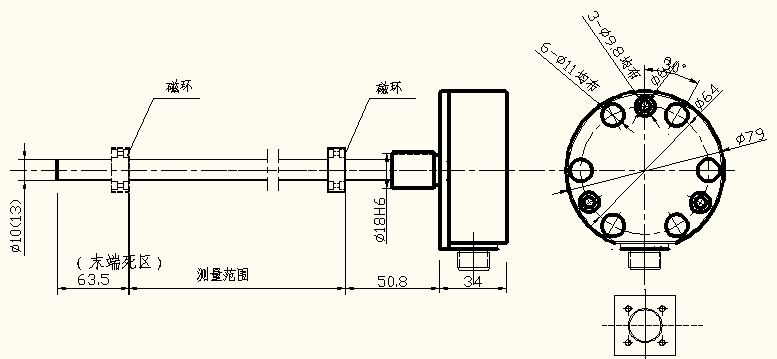 磁环
磁环
3-φ9.8均布
6-φ11均布
30°
φ64
φ79
φ10(13)
φ18H6
(末端死区)
63.5
测量范围
50.8
34